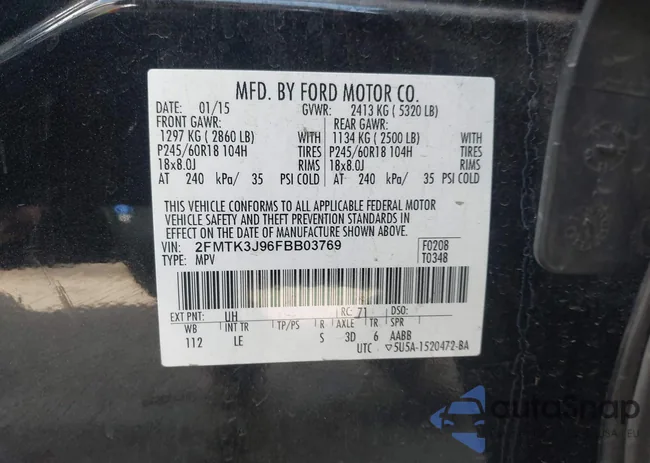 MFD. BY FORD MOTOR CO.
DATE: 01/15 GVWR: 2413 KG ( 5320 LB)
FRONT GAWR: REAR GAWR:
1297 KG ( 2860 LB) WITH 1134 KG ( 2500 LB) WITH
P245/60R18 104H TIRES P245/60R18 104H TIRES
18x8.0J RIMS 18x8.0J RIMS
AT 240 kPa/ 35 PSI COLD AT 240 kPa/ 35 PSI COLD
THIS VEHICLE CONFORMS TO ALL APPLICABLE FEDERAL MOTOR
VEHICLE SAFETY AND THEFT PREVENTION STANDARDS IN
EFFECT ON THE DATE OF MANUFACTURE SHOWN ABOVE.
VIN: 2FMTK3J96FBB03769 F0208
TYPE: MPV T0348
EXT PNT: UH RC: 71 DSO:
WB INT TR TP/PS R AXLE TR SPR
112 LE S 3D 6 AABB
UTC ▽5U5A-1520472-BA
autoSnap